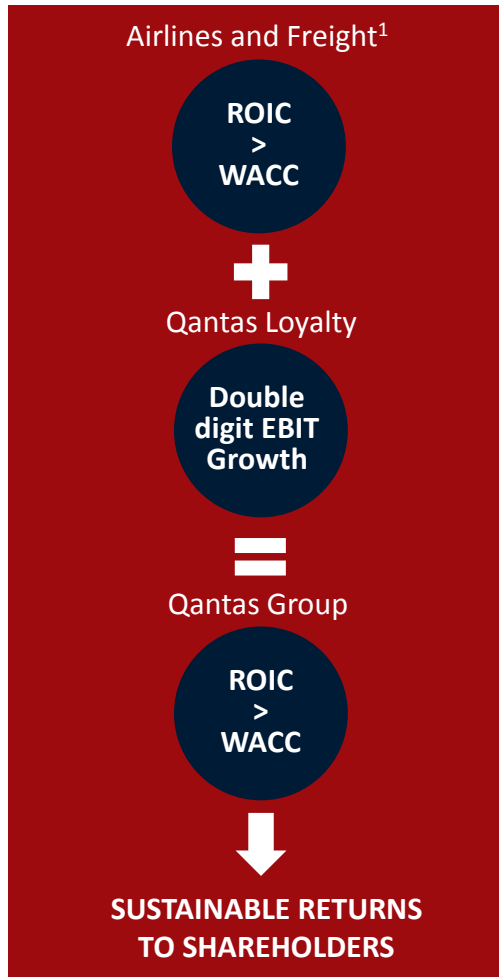 Airlines and Freight¹
ROIC
>
WACC
Qantas Loyalty
Double
digit EBIT
Growth
Qantas Group
ROIC
>
WACC
SUSTAINABLE RETURNS
TO SHAREHOLDERS